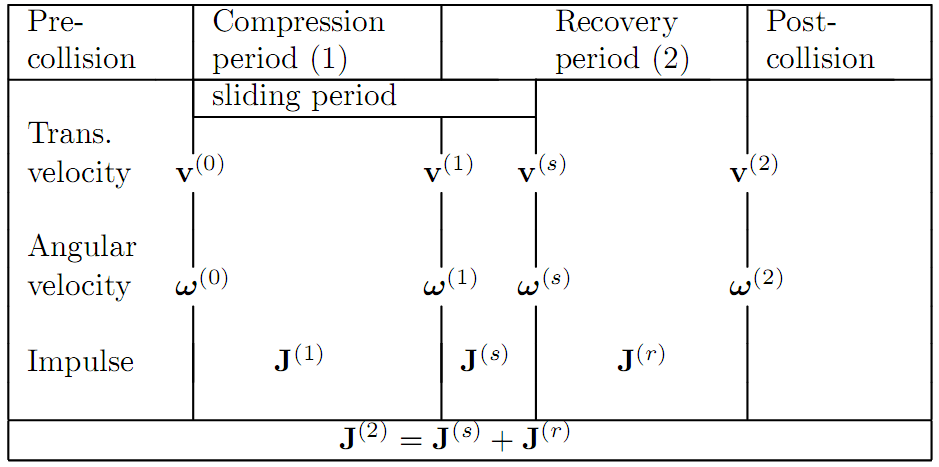 Pre-
collision
Compression
period (1)
Recovery
period (2)
Post-
collision
sliding period
Trans.
velocity
𝐯⁽⁰⁾ 𝐯⁽¹⁾ 𝐯⁽ˢ⁾ 𝐯⁽²⁾
Angular
velocity
𝝎⁽⁰⁾ 𝝎⁽¹⁾ 𝝎⁽ˢ⁾ 𝝎⁽²⁾
Impulse 𝐉⁽¹⁾ 𝐉⁽ˢ⁾ 𝐉⁽ʳ⁾
𝐉⁽²⁾ = 𝐉⁽ˢ⁾ + 𝐉⁽ʳ⁾